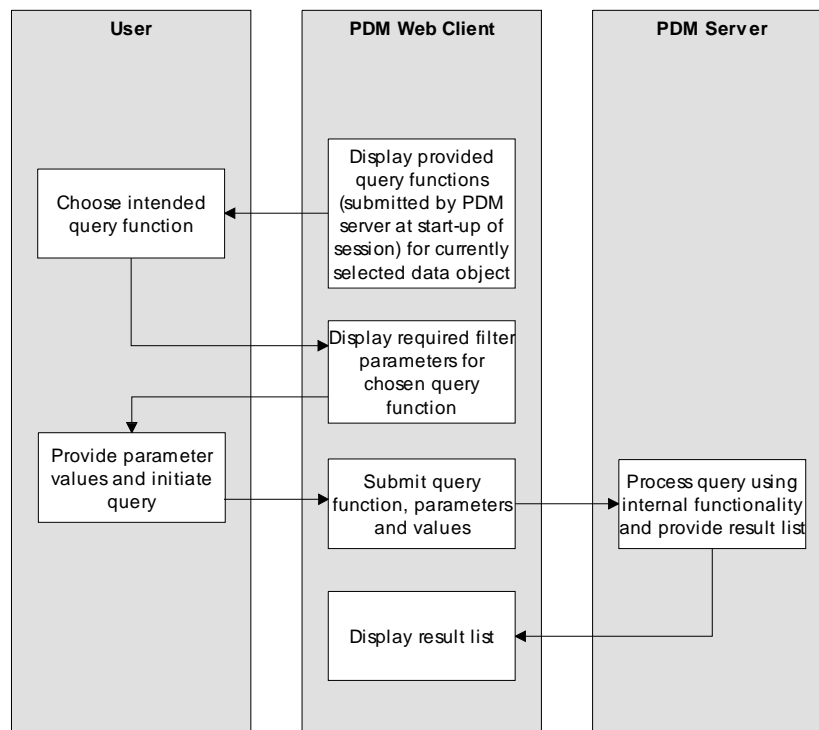 User
PDM Web Client
PDM Server
Display provided
query functions
(submitted by PDM
server at start-up of
session) for currently
selected data object
Choose intended
query function
Display required filter
parameters for
chosen query
function
Provide parameter
values and initiate
query
Submit query
function, parameters
and values
Process query using
internal functionality
and provide result list
Display result list